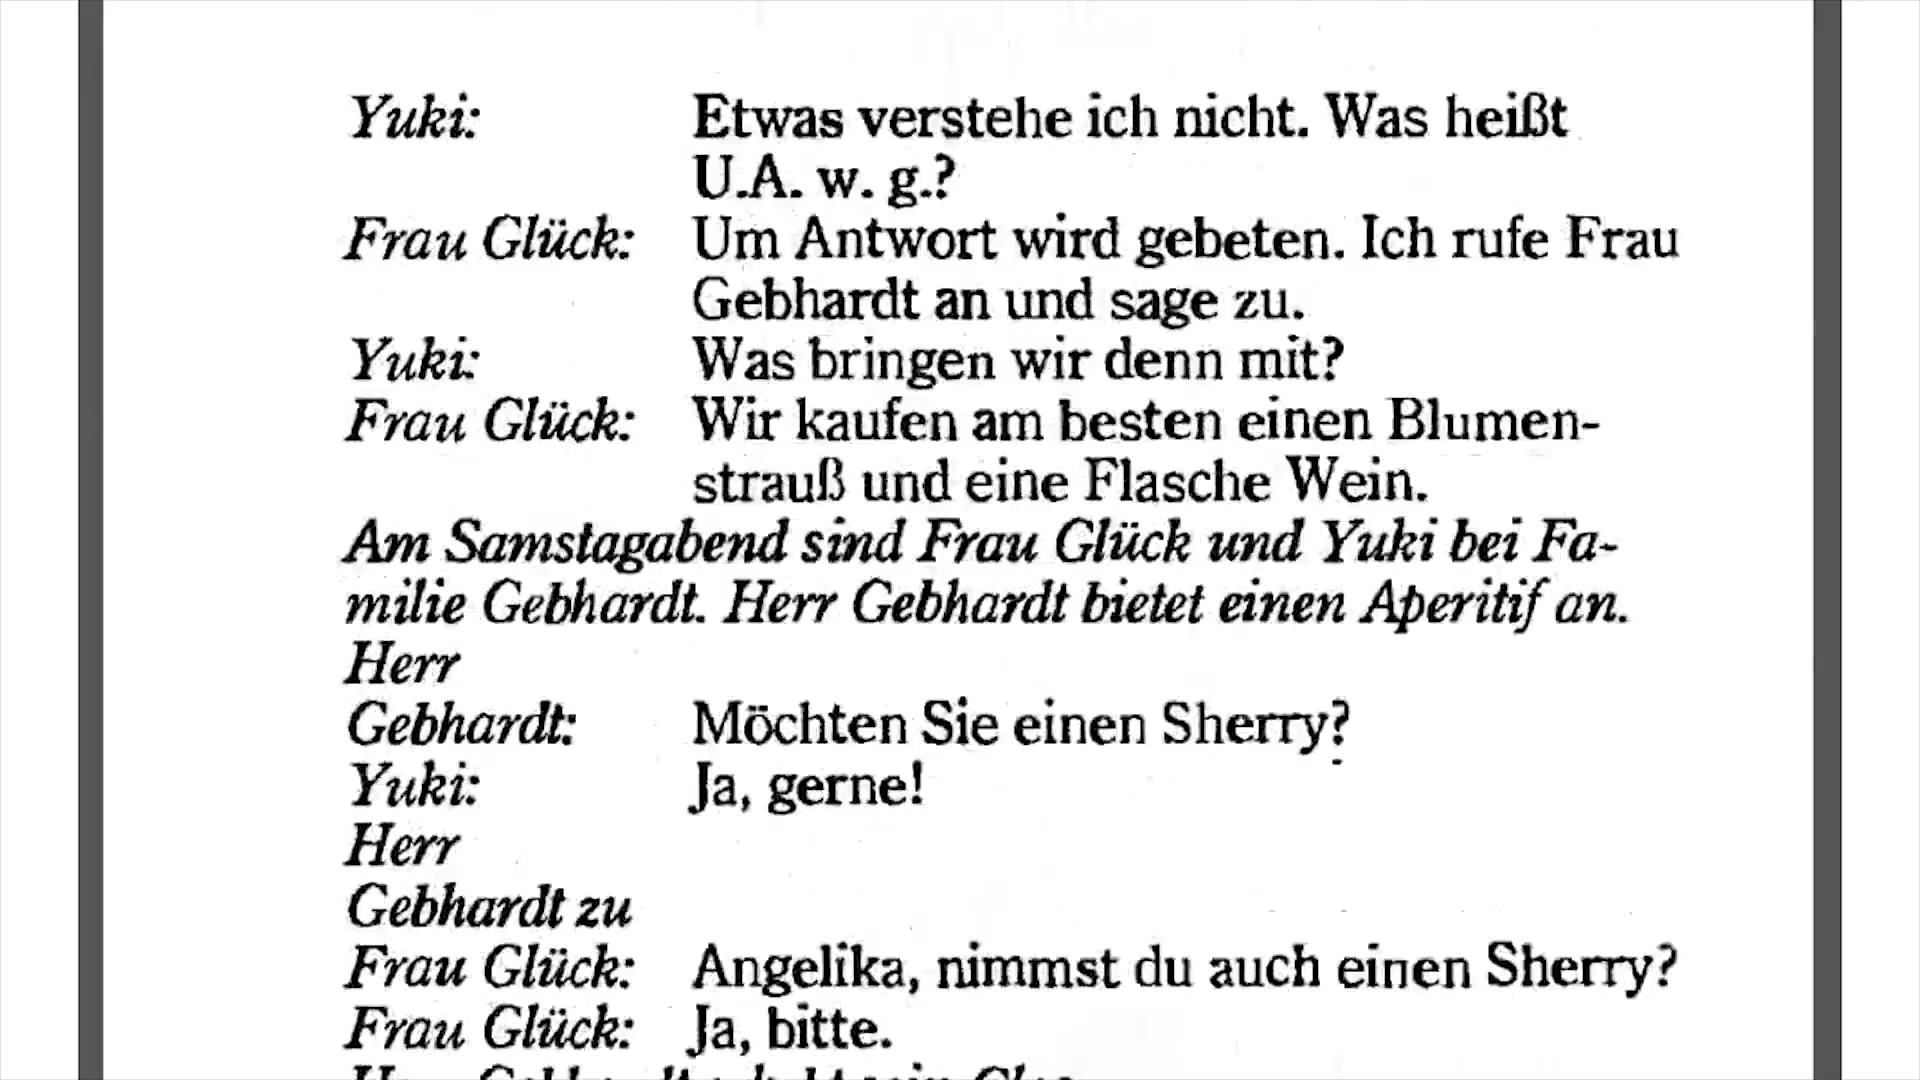 Yuki: Etwas verstehe ich nicht. Was heißt
U.A. w. g.?
Frau Glück: Um Antwort wird gebeten. Ich rufe Frau
Gebhardt an und sage zu.
Yuki: Was bringen wir denn mit?
Frau Glück: Wir kaufen am besten einen Blumen-
strauß und eine Flasche Wein.
Am Samstagabend sind Frau Glück und Yuki bei Fa-
milie Gebhardt. Herr Gebhardt bietet einen Aperitif an.
Herr
Gebhardt: Möchten Sie einen Sherry?
Yuki: Ja, gerne!
Herr
Gebhardt zu
Frau Glück: Angelika, nimmst du auch einen Sherry?
Frau Glück: Ja, bitte.